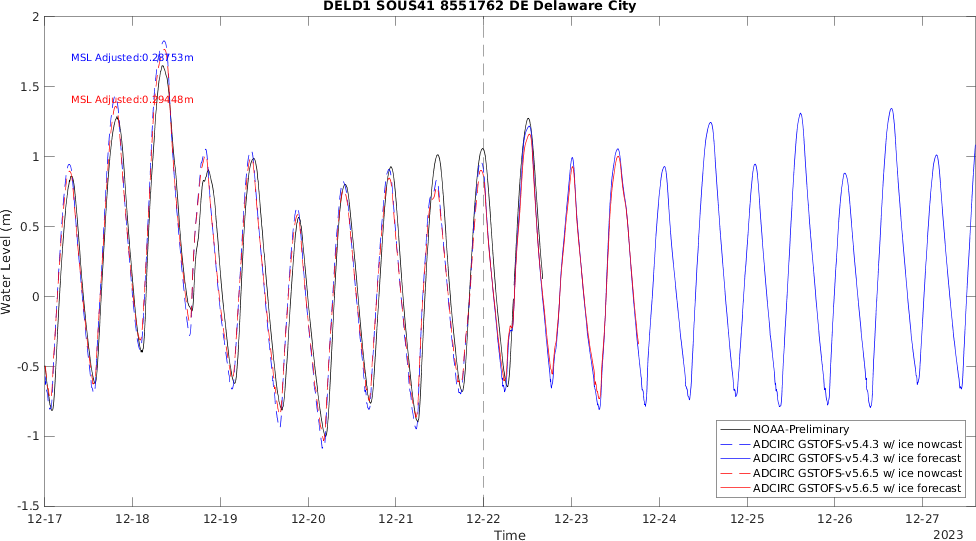 DELD1 SOUS41 8551762 DE Delaware City
2
MSL Adjusted:0.28753m
1.5
MSL Adjusted:0.29448m
1
0.5
Water Level (m)
0
-0.5
-1
-1.5
NOAA-Preliminary
ADCIRC GSTOFS-v5.4.3 w/ ice nowcast
ADCIRC GSTOFS-v5.4.3 w/ ice forecast
ADCIRC GSTOFS-v5.6.5 w/ ice nowcast
ADCIRC GSTOFS-v5.6.5 w/ ice forecast
12-17 12-18 12-19 12-20 12-21 12-22 12-23 12-24 12-25 12-26 12-27
Time
2023